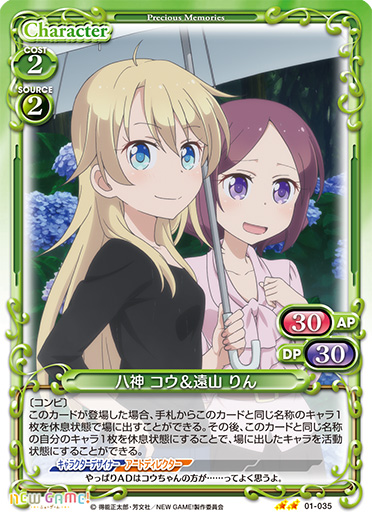 Precious Memories
Character
COST
2
SOURCE
2
30 AP
DP 30
八神 コウ&遠山 りん
［コンビ］
このカードが登場した場合、手札からこのカードと同じ名称のキャラ1
枚を休息状態で場に出すことができる。その後、このカードと同じ名称
の自分のキャラ1枚を休息状態にすることで、場に出したキャラを活動
状態にすることができる。
キャラクターデザイナー アートディレクター
やっぱりADはコウちゃんの方が……ってよく思うよ。
NEW GAME!
© 得能正太郎・芳文社／NEW GAME!製作委員会
01-035